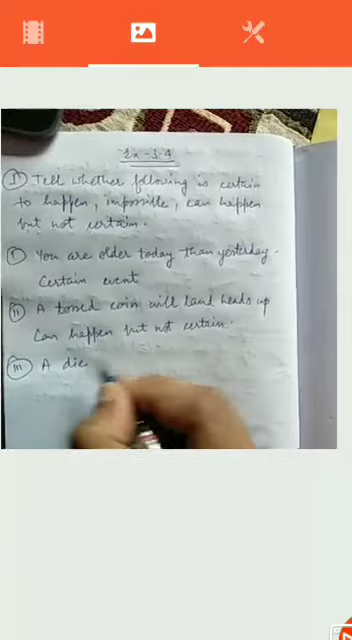 Ex - 5.4
① Tell whether following is certain
to happen, impossible, can happen
but not certain.
(i) You are older today than yesterday.
Certain event
(ii) A tossed coin will land heads up
Can happen but not certain.
(iii) A die